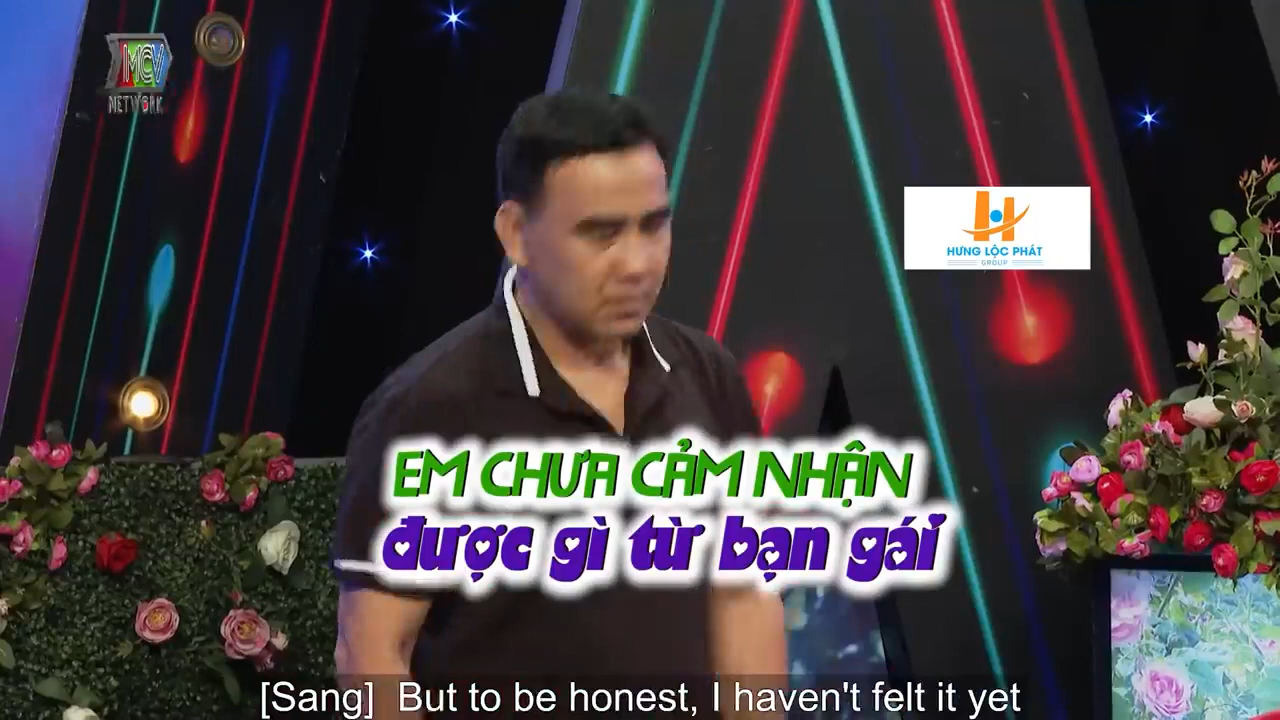 MCV
NETWORK
HƯNG LỘC PHÁT
GROUP
EM CHƯA CẢM NHẬN
được gì từ bạn gái
[Sang]  But to be honest, I haven't felt it yet